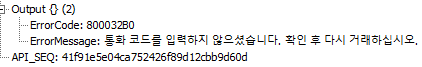 Output {} (2)
ErrorCode: 800032B0
ErrorMessage: 통화 코드를 입력하지 않으셨습니다. 확인 후 다시 거래하십시오.
API_SEQ: 41f91e5e04ca752426f89d12cbb9d60d